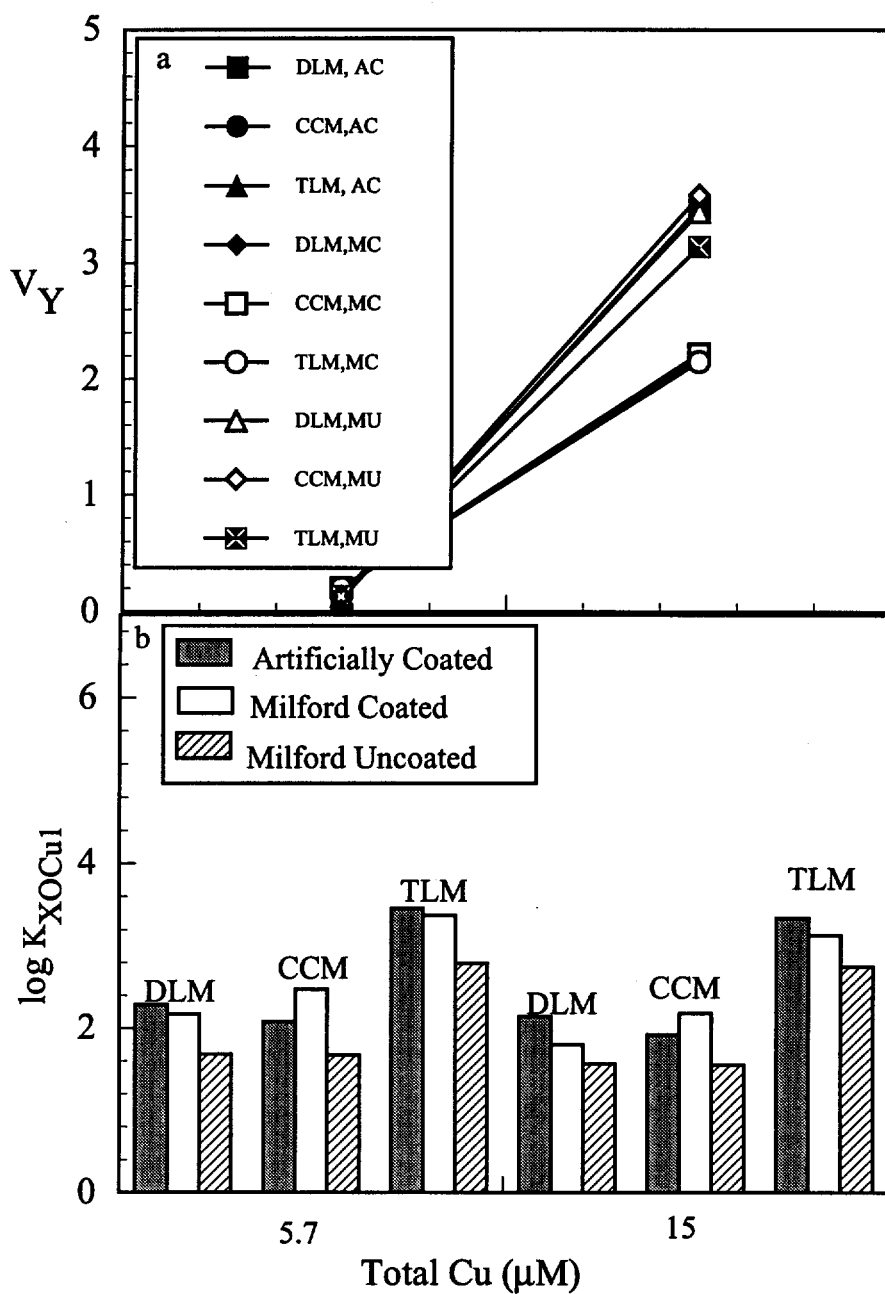 5
a
DLM, AC
CCM,AC
TLM, AC
DLM,MC
CCM,MC
TLM,MC
DLM,MU
CCM,MU
TLM,MU
4
3
2
1
0
V_Y
b
Artificially Coated
Milford Coated
Milford Uncoated
6
4
2
0
log K_XOCu1
DLM
CCM
TLM
DLM
CCM
TLM
5.7
15
Total Cu (μM)